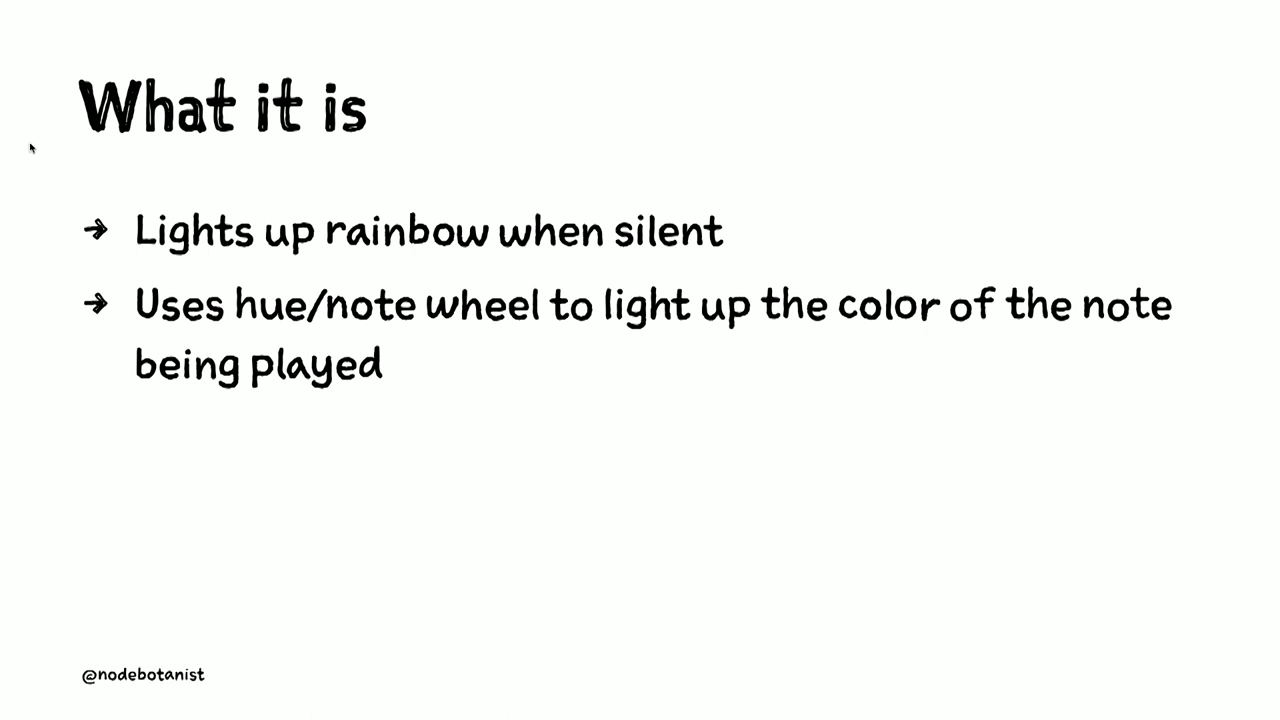 What it is
→ Lights up rainbow when silent
→ Uses hue/note wheel to light up the color of the note
being played
@nodebotanist